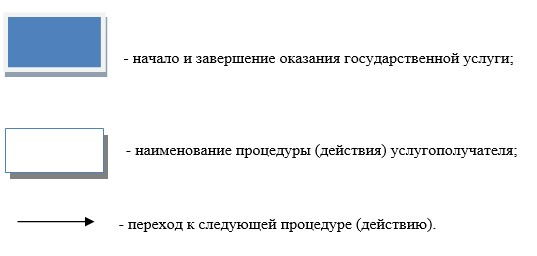 - начало и завершение оказания государственной услуги;
- наименование процедуры (действия) услугополучателя;
- переход к следующей процедуре (действию).